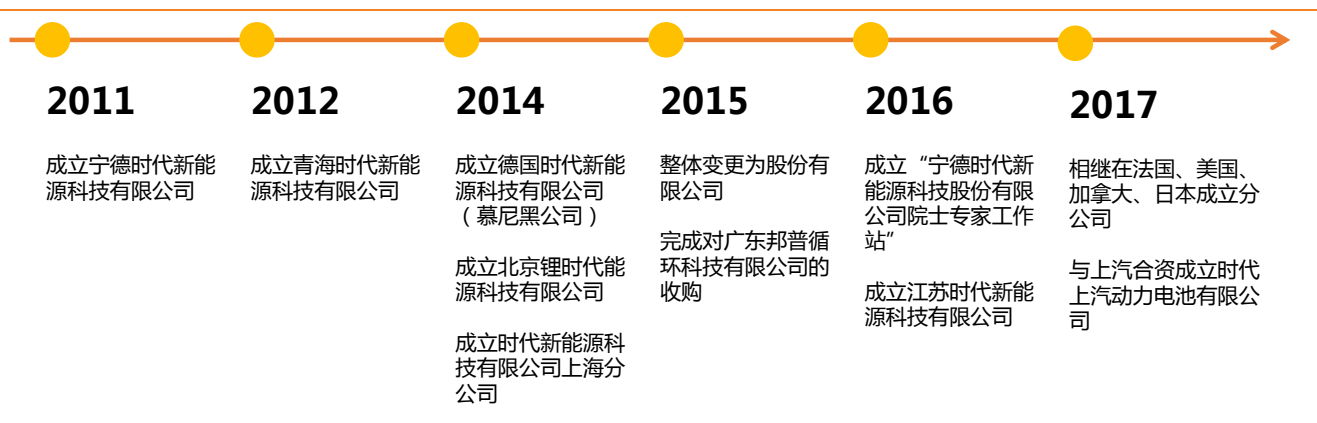 2011
成立宁德时代新能
源科技有限公司
2012
成立青海时代新能
源科技有限公司
2014
成立德国时代新能
源科技有限公司
（慕尼黑公司）
成立北京锂时代能
源科技有限公司
成立时代新能源科
技有限公司上海分
公司
2015
整体变更为股份有
限公司
完成对广东邦普循
环科技有限公司的
收购
2016
成立“宁德时代新
能源科技股份有限
公司院士专家工作
站”
成立江苏时代新能
源科技有限公司
2017
相继在法国、美国、
加拿大、日本成立分
公司
与上汽合资成立时代
上汽动力电池有限公
司